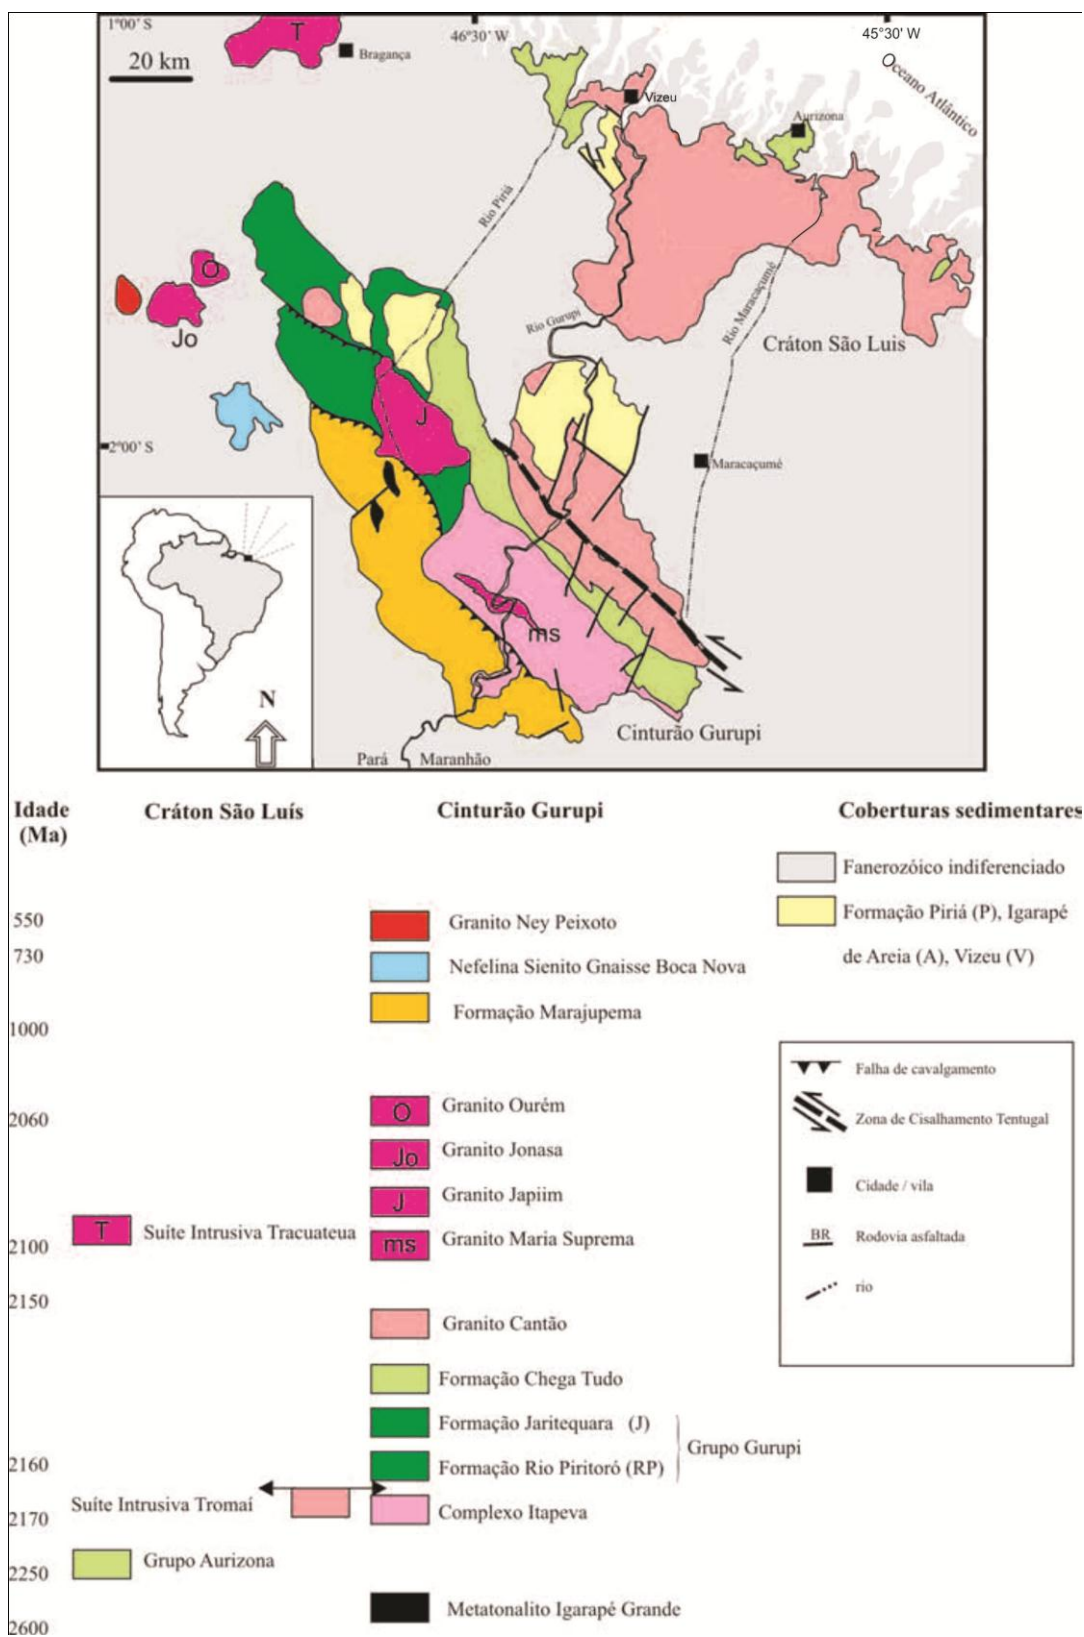 1°00' S
46°30' W
45°30' W
T
Bragança
20 km
Oceano Atlântico
Vizeu
Aurizona
Rio Piriá
O
Jo
Rio Gurupi
Rio Maracaçumé
Cráton São Luis
J
2°00' S
Maracaçumé
ms
N
Cinturão Gurupi
Pará Maranhão
Idade
(Ma)
Cráton São Luís
Cinturão Gurupi
Coberturas sedimentares
Fanerozóico indiferenciado
550
Granito Ney Peixoto
Formação Piriá (P), Igarapé
de Areia (A), Vizeu (V)
730
Nefelina Sienito Gnaisse Boca Nova
Formação Marajupema
1000
Falha de cavalgamento
O Granito Ourém
2060
Zona de Cisalhamento Tentugal
Jo Granito Jonasa
Cidade / vila
J Granito Japiim
T Suíte Intrusiva Tracuateua
ms Granito Maria Suprema
BR Rodovia asfaltada
2100
rio
2150
Granito Cantão
Formação Chega Tudo
Formação Jaritequara (J)
Grupo Gurupi
2160
Formação Rio Piritoró (RP)
Suíte Intrusiva Tromaí
Complexo Itapeva
2170
Grupo Aurizona
2250
Metatonalito Igarapé Grande
2600